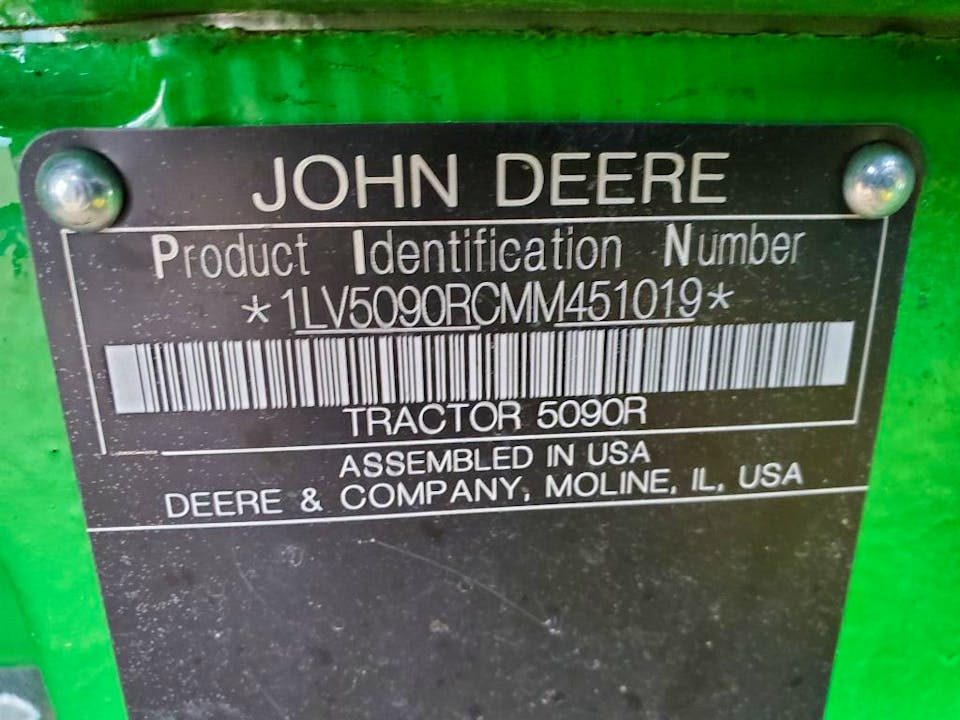 JOHN DEERE
Product Identification Number
*1LV5090RCMM451019*
TRACTOR 5090R
ASSEMBLED IN USA
DEERE & COMPANY, MOLINE, IL, USA